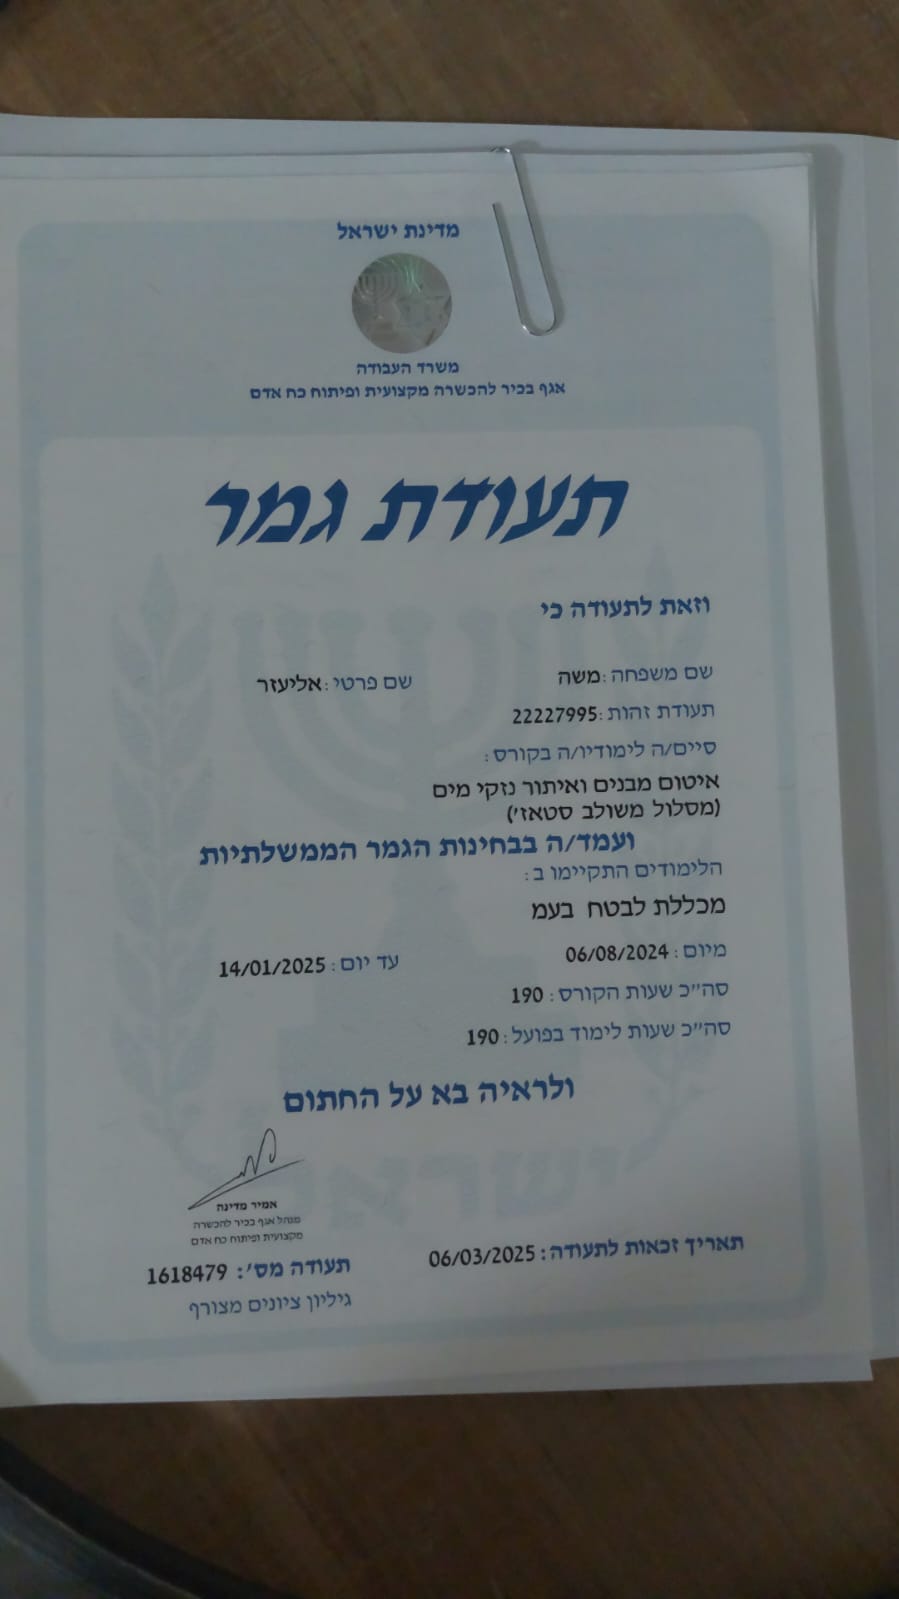 מדינת ישראל
משרד העבודה
אגף בכיר להכשרה מקצועית ופיתוח כח אדם
תעודת גמר
וזאת לתעודה כי
שם משפחה: משה שם פרטי: אליעזר
תעודת זהות: 22227995
סיים/ה לימודיו/ה בקורס:
איטום מבנים ואיתור נזקי מים
(מסלול משולב סטאז')
ועמד/ה בבחינות הגמר הממשלתיות
הלימודים התקיימו ב:
מכללת לבטח בעמ
מיום: 06/08/2024 עד יום: 14/01/2025
סה"כ שעות הקורס: 190
סה"כ שעות לימוד בפועל: 190
ולראיה בא על החתום
אמיר מדינה
מנהל אגף בכיר להכשרה
מקצועית ופיתוח כח אדם
תאריך זכאות לתעודה: 06/03/2025
תעודה מס': 1618479
גיליון ציונים מצורף
ישראל